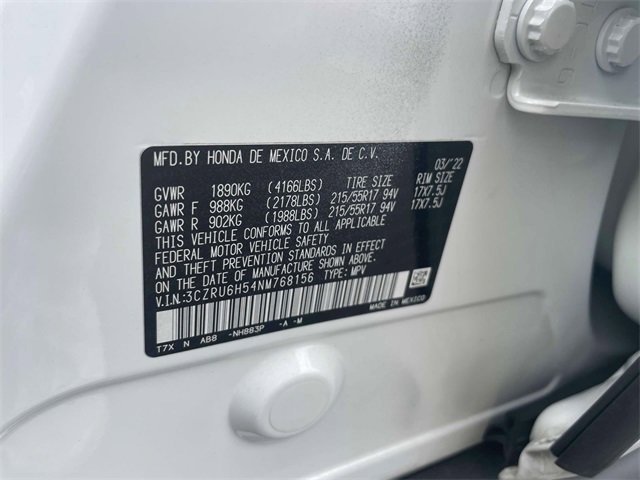 MFD.BY HONDA DE MEXICO S.A. DE C.V. 03/'22
GVWR 1890KG (4166LBS) TIRE SIZE RIM SIZE
GAWR F 988KG (2178LBS) 215/55R17 94V 17X7.5J
GAWR R 902KG (1988LBS) 215/55R17 94V 17X7.5J
THIS VEHICLE CONFORMS TO ALL APPLICABLE
FEDERAL MOTOR VEHICLE SAFETY
AND THEFT PREVENTION STANDARDS IN EFFECT
ON DATE OF MANUFACTURE SHOWN ABOVE.
V.I.N:3CZRU6H54NM768156 TYPE: MPV
MADE IN MEXICO
T7X N AB8 -NH883P -A -M